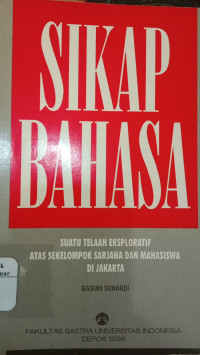 SIKAP
BAHASA
SUATU TELAAH EKSPLORATIF
ATAS SEKELOMPOK SARJANA DAN MAHASISWA
DI JAKARTA
BASUKI SUHARDI
FAKULTAS SASTRA UNIVERSITAS INDONESIA
DEPOK 1996